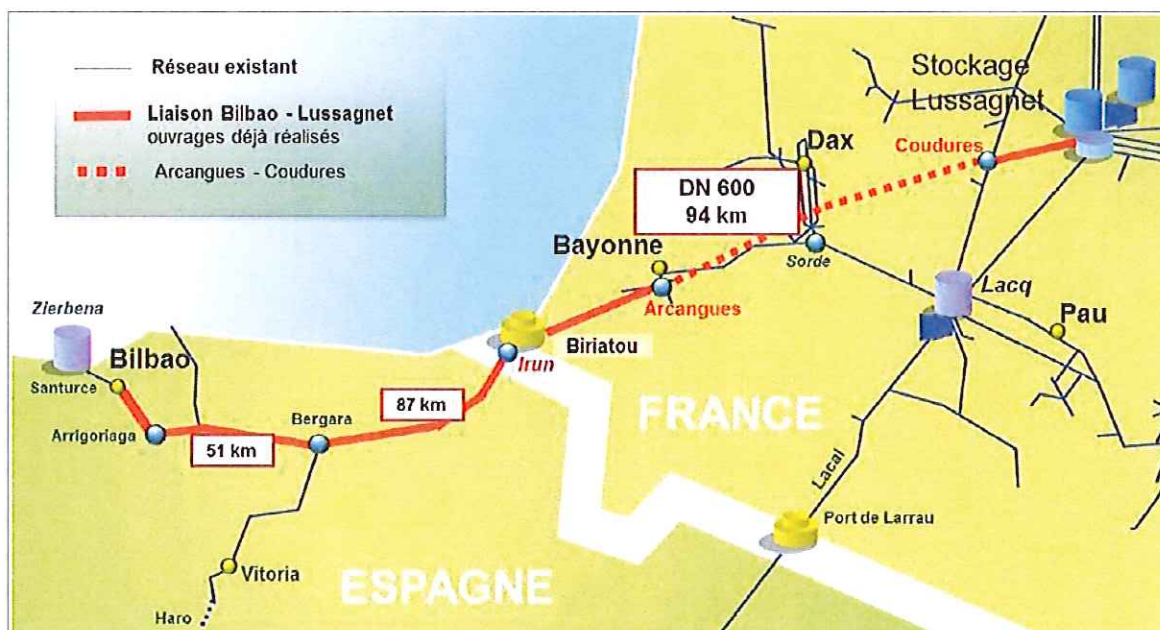 Réseau existant
Liaison Bilbao - Lussagnet
ouvrages déjà réalisés
Arcangues - Coudures
Stockage
Lussagnet
Coudures
Dax
DN 600
94 km
Bayonne
Sorde
Arcangues
Lacq
Pau
Zierbena
Bilbao
Santurce
Biriatou
Irun
87 km
FRANCE
Bergara
Arrigoriaga
51 km
Lacal
Port de Larrau
Vitoria
ESPAGNE
Haro